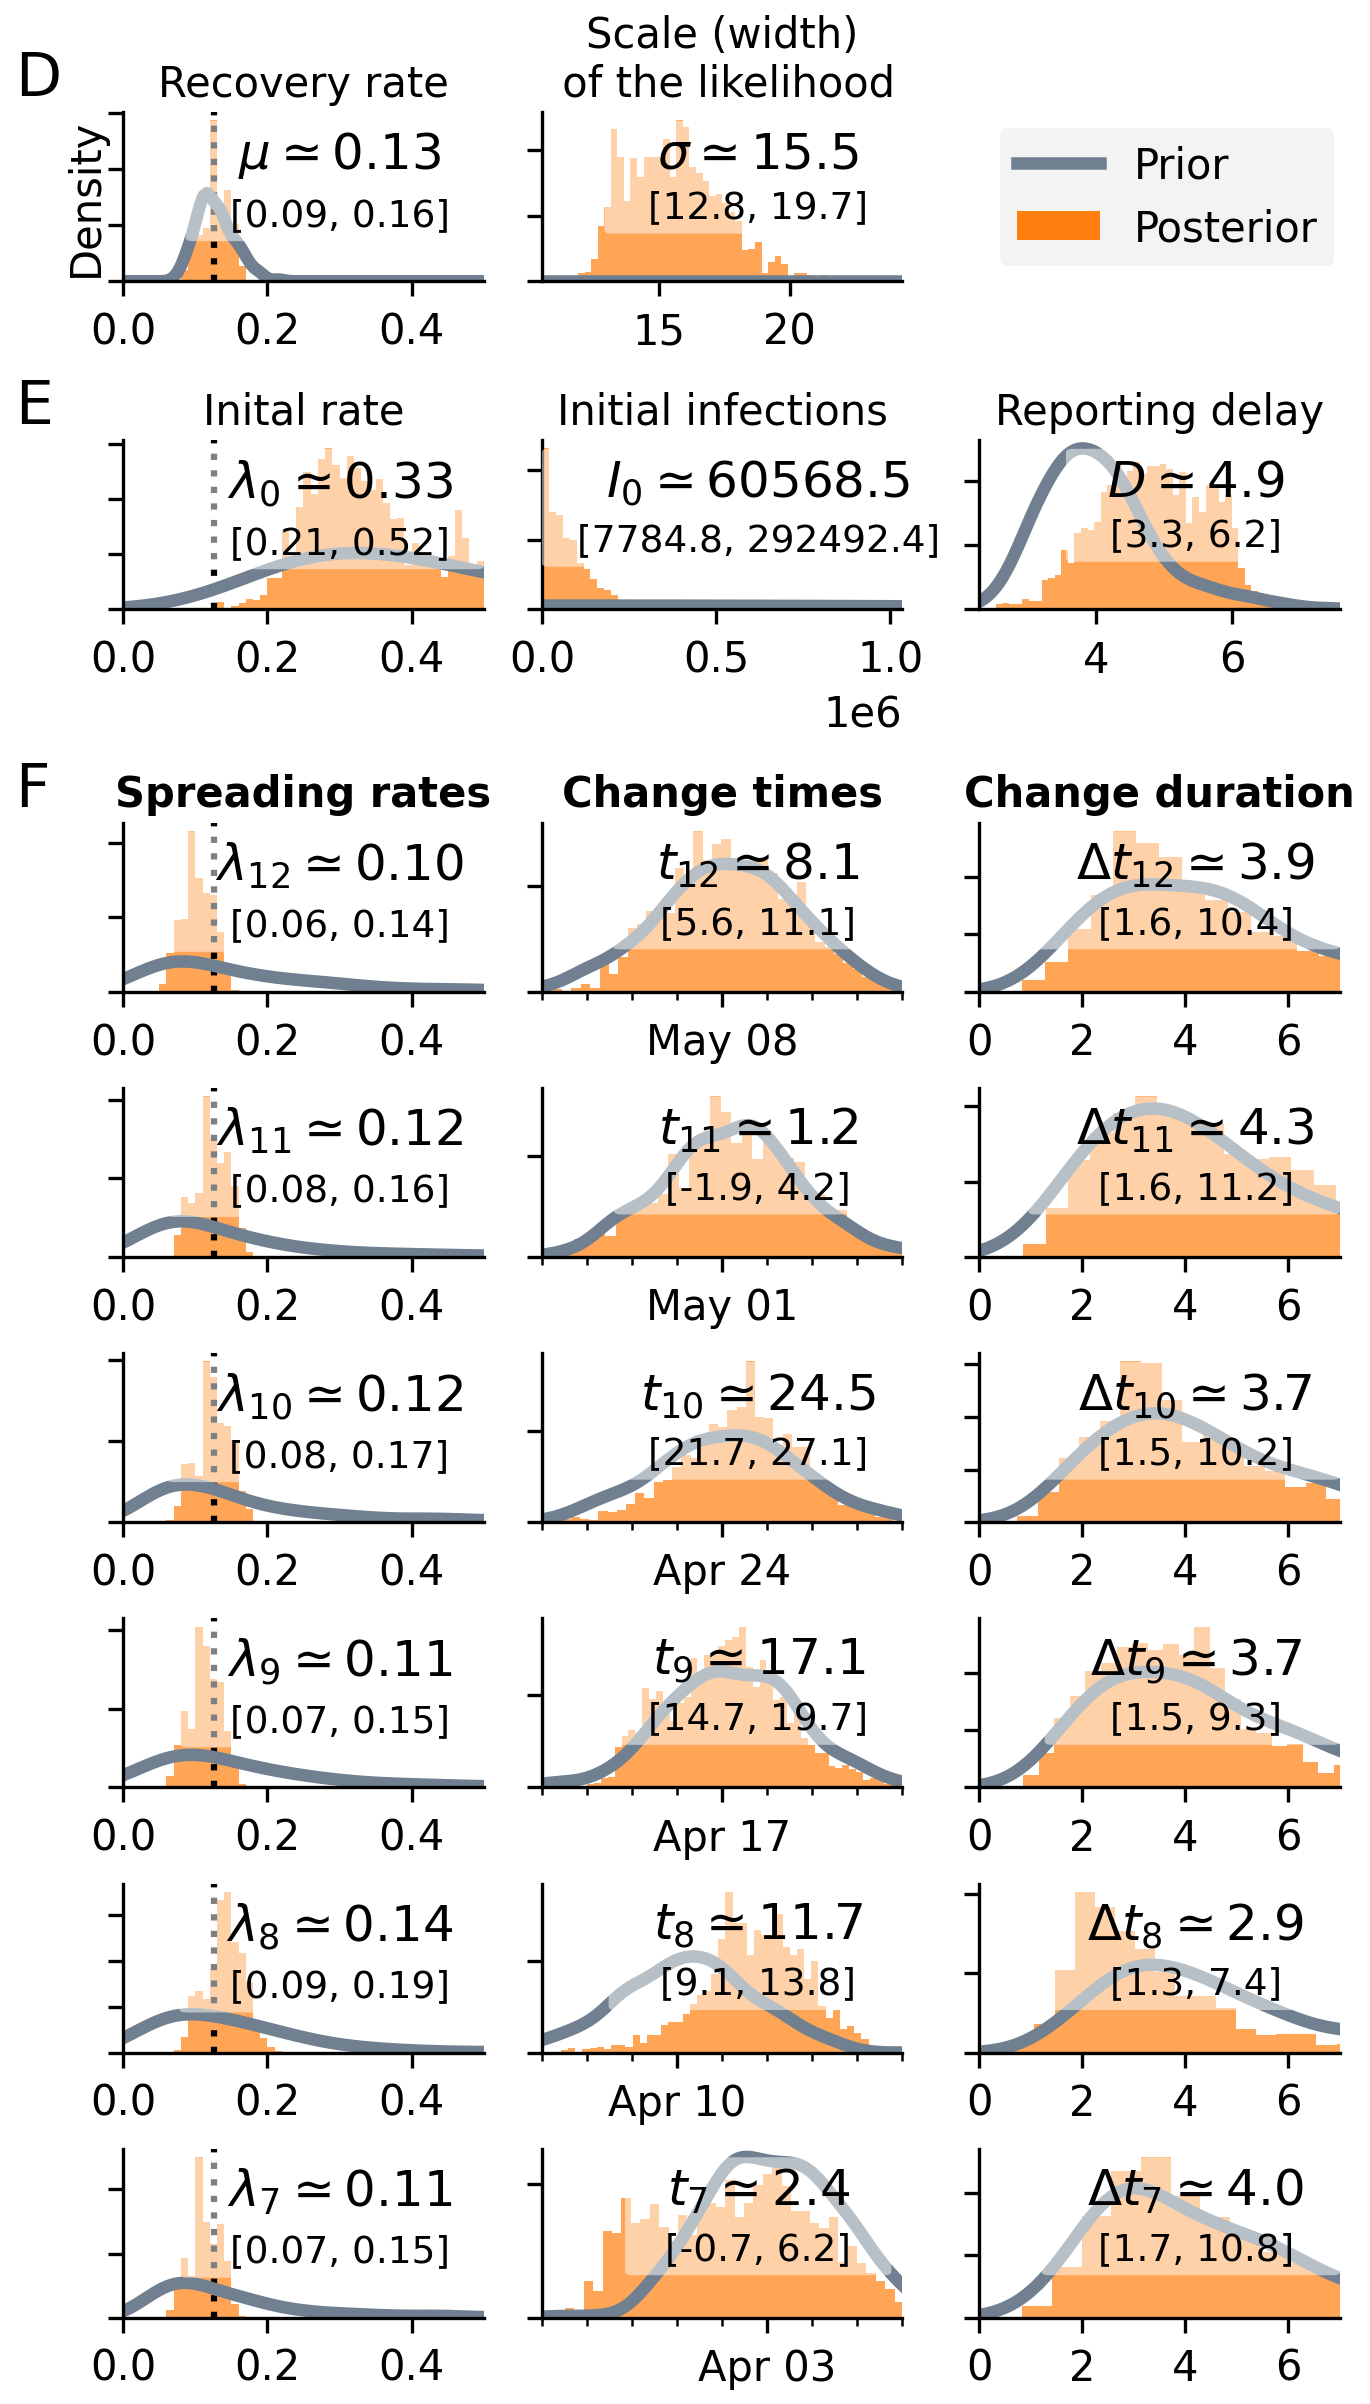 D
Recovery rate
Scale (width)
of the likelihood
Density
μ ≃ 0.13
[0.09, 0.16]
σ ≃ 15.5
[12.8, 19.7]
Prior
Posterior
0.0 0.2 0.4
15 20
E
Inital rate
Initial infections
Reporting delay
λ0 ≃ 0.33
[0.21, 0.52]
I0 ≃ 60568.5
[7784.8, 292492.4]
D ≃ 4.9
[3.3, 6.2]
0.0 0.2 0.4
0.0 0.5 1.0
1e6
4 6
F
Spreading rates
Change times
Change duration
λ12 ≃ 0.10
[0.06, 0.14]
t12 ≃ 8.1
[5.6, 11.1]
Δt12 ≃ 3.9
[1.6, 10.4]
0.0 0.2 0.4
May 08
0 2 4 6
λ11 ≃ 0.12
[0.08, 0.16]
t11 ≃ 1.2
[-1.9, 4.2]
Δt11 ≃ 4.3
[1.6, 11.2]
0.0 0.2 0.4
May 01
0 2 4 6
λ10 ≃ 0.12
[0.08, 0.17]
t10 ≃ 24.5
[21.7, 27.1]
Δt10 ≃ 3.7
[1.5, 10.2]
0.0 0.2 0.4
Apr 24
0 2 4 6
λ9 ≃ 0.11
[0.07, 0.15]
t9 ≃ 17.1
[14.7, 19.7]
Δt9 ≃ 3.7
[1.5, 9.3]
0.0 0.2 0.4
Apr 17
0 2 4 6
λ8 ≃ 0.14
[0.09, 0.19]
t8 ≃ 11.7
[9.1, 13.8]
Δt8 ≃ 2.9
[1.3, 7.4]
0.0 0.2 0.4
Apr 10
0 2 4 6
λ7 ≃ 0.11
[0.07, 0.15]
t7 ≃ 2.4
[-0.7, 6.2]
Δt7 ≃ 4.0
[1.7, 10.8]
0.0 0.2 0.4
Apr 03
0 2 4 6